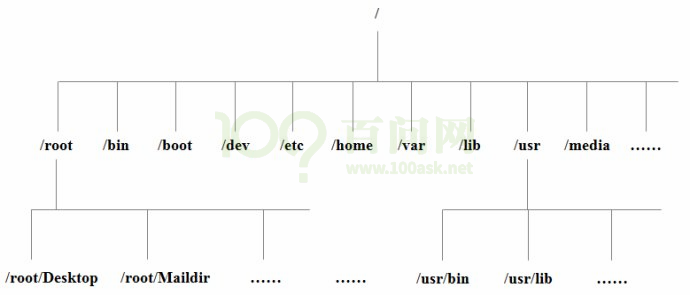 /
/root /bin /boot /dev /etc /home /var /lib /usr /media ……
100? 百问网
www.100ask.net
/root/Desktop /root/Maildir …… …… /usr/bin /usr/lib ……